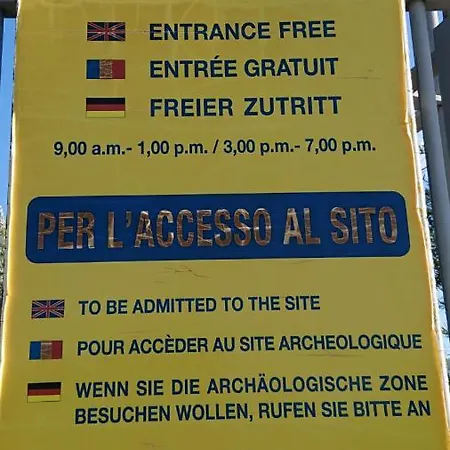 ENTRANCE FREE
ENTRÉE GRATUIT
FREIER ZUTRITT
9,00 a.m.- 1,00 p.m. / 3,00 p.m.- 7,00 p.m.
PER L'ACCESSO AL SITO
TO BE ADMITTED TO THE SITE
POUR ACCÈDER AU SITE ARCHEOLOGIQUE
WENN SIE DIE ARCHÄOLOGISCHE ZONE
BESUCHEN WOLLEN, RUFEN SIE BITTE AN